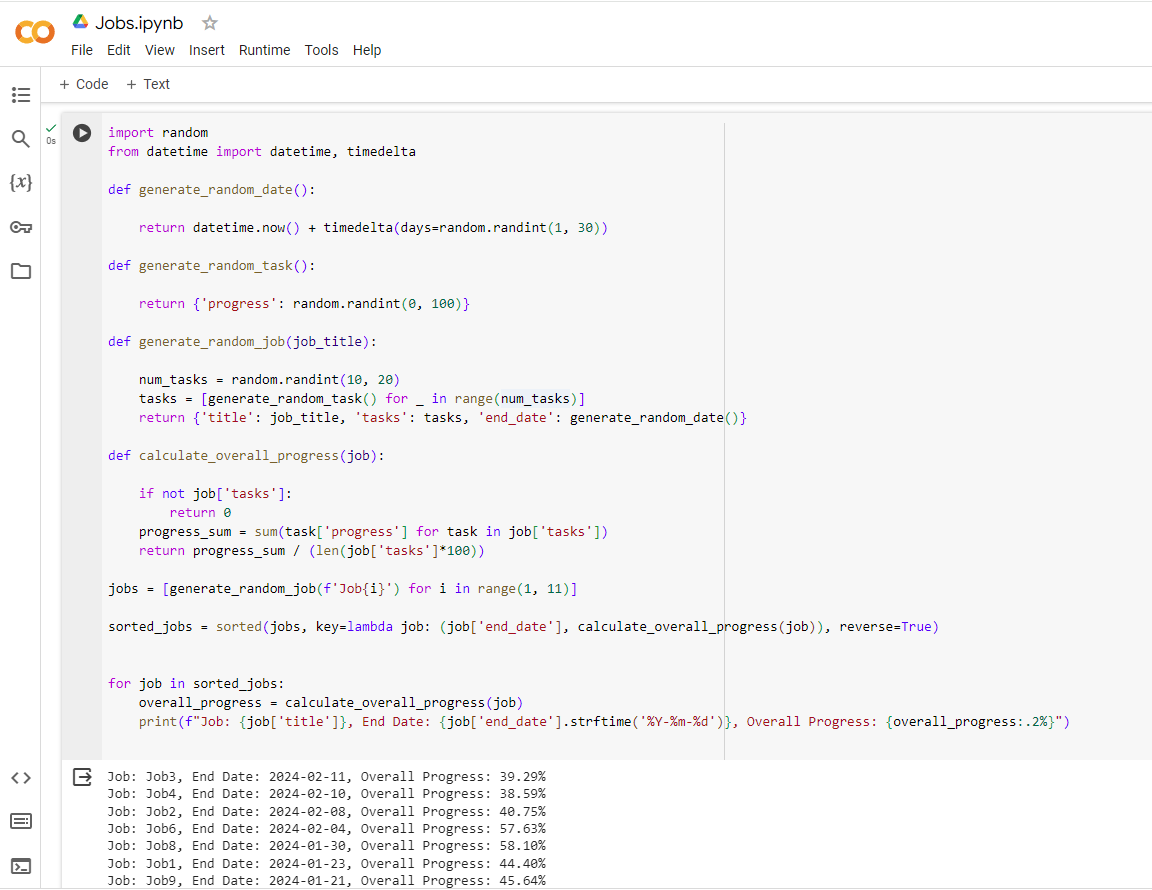 Jobs.ipynb
File Edit View Insert Runtime Tools Help
+ Code + Text
0s
import random
from datetime import datetime, timedelta
def generate_random_date():
    return datetime.now() + timedelta(days=random.randint(1, 30))
def generate_random_task():
    return {'progress': random.randint(0, 100)}
def generate_random_job(job_title):
    num_tasks = random.randint(10, 20)
    tasks = [generate_random_task() for _ in range(num_tasks)]
    return {'title': job_title, 'tasks': tasks, 'end_date': generate_random_date()}
def calculate_overall_progress(job):
    if not job['tasks']:
        return 0
    progress_sum = sum(task['progress'] for task in job['tasks'])
    return progress_sum / (len(job['tasks']*100))
jobs = [generate_random_job(f'Job{i}') for i in range(1, 11)]
sorted_jobs = sorted(jobs, key=lambda job: (job['end_date'], calculate_overall_progress(job)), reverse=True)
for job in sorted_jobs:
    overall_progress = calculate_overall_progress(job)
    print(f"Job: {job['title']}, End Date: {job['end_date'].strftime('%Y-%m-%d')}, Overall Progress: {overall_progress:.2%}")
Job: Job3, End Date: 2024-02-11, Overall Progress: 39.29%
Job: Job4, End Date: 2024-02-10, Overall Progress: 38.59%
Job: Job2, End Date: 2024-02-08, Overall Progress: 40.75%
Job: Job6, End Date: 2024-02-04, Overall Progress: 57.63%
Job: Job8, End Date: 2024-01-30, Overall Progress: 58.10%
Job: Job1, End Date: 2024-01-23, Overall Progress: 44.40%
Job: Job9, End Date: 2024-01-21, Overall Progress: 45.64%